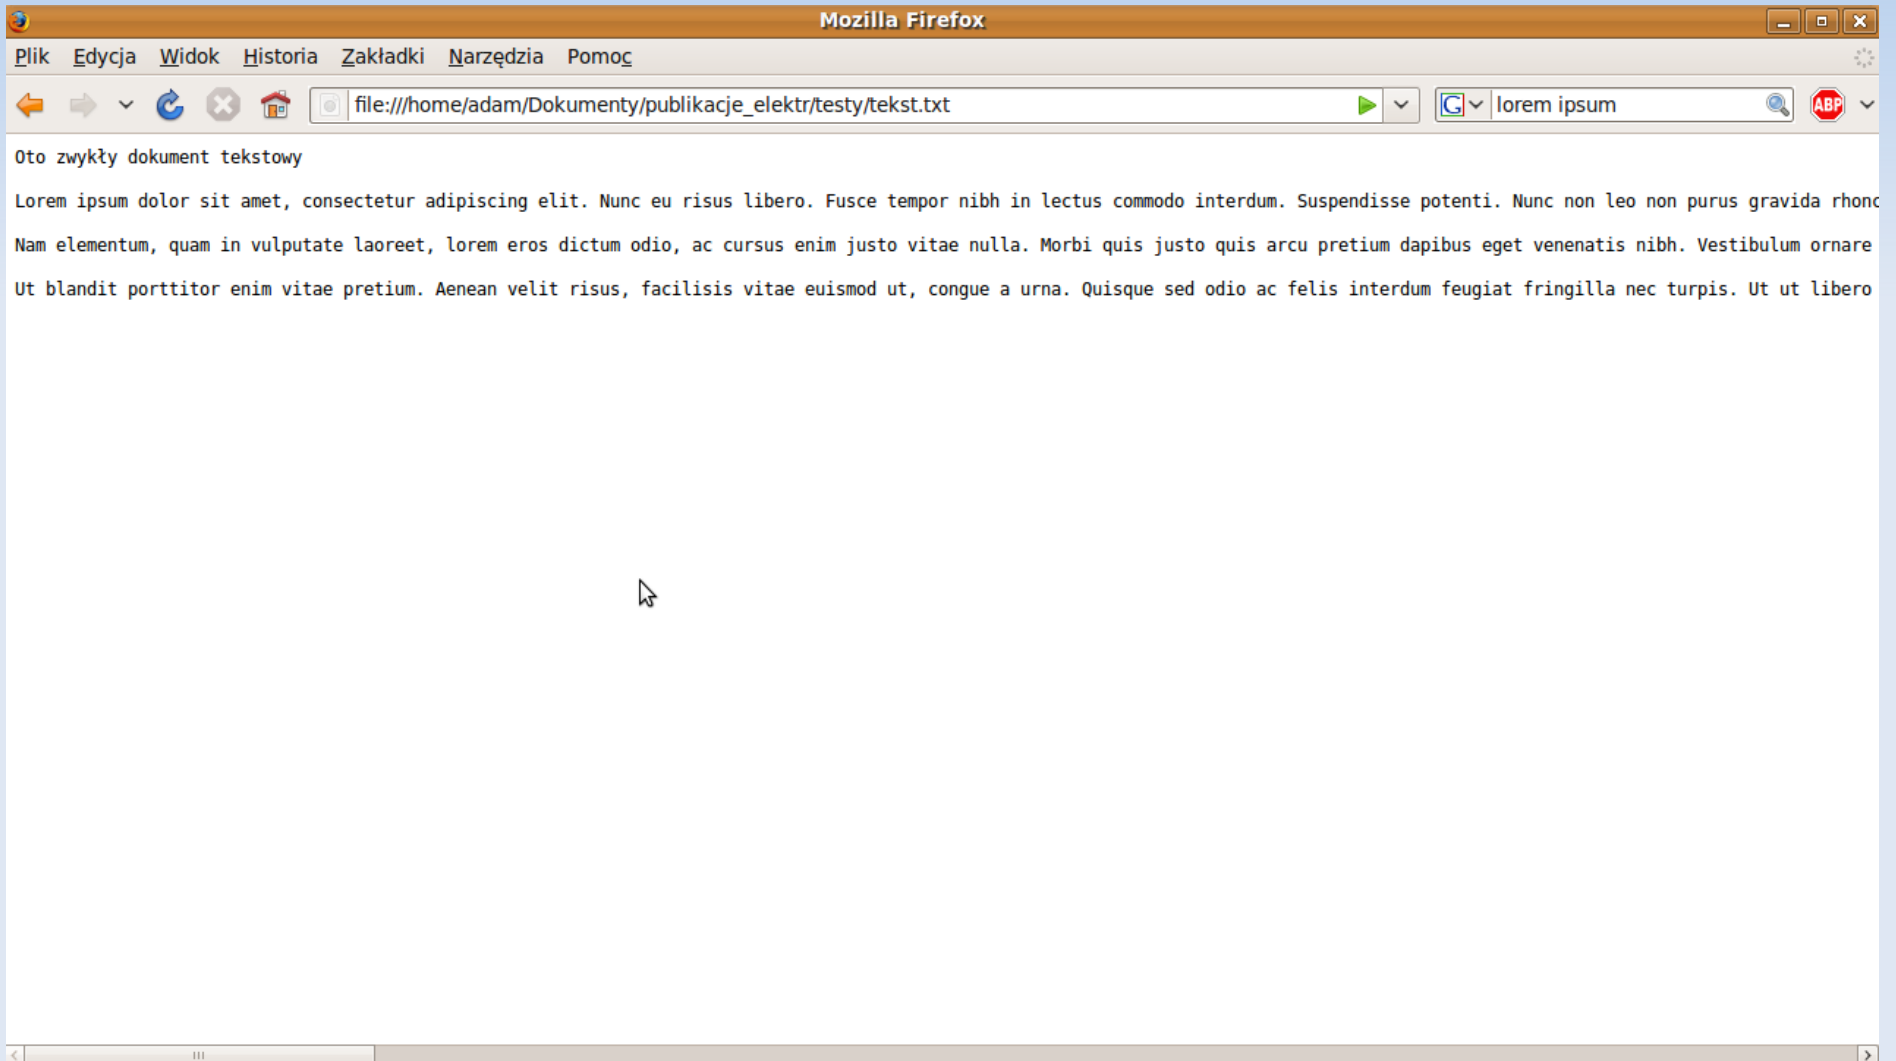 Mozilla Firefox
Plik Edycja Widok Historia Zakładki Narzędzia Pomoc
file:///home/adam/Dokumenty/publikacje_elektr/testy/tekst.txt G lorem ipsum ABP
Oto zwykły dokument tekstowy
Lorem ipsum dolor sit amet, consectetur adipiscing elit. Nunc eu risus libero. Fusce tempor nibh in lectus commodo interdum. Suspendisse potenti. Nunc non leo non purus gravida
Nam elementum, quam in vulputate laoreet, lorem eros dictum odio, ac cursus enim justo vitae nulla. Morbi quis justo quis arcu pretium dapibus eget venenatis nibh. Vestibulum ornare
Ut blandit porttitor enim vitae pretium. Aenean velit risus, facilisis vitae euismod ut, congue a urna. Quisque sed odio ac felis interdum feugiat fringilla nec turpis. Ut ut libero